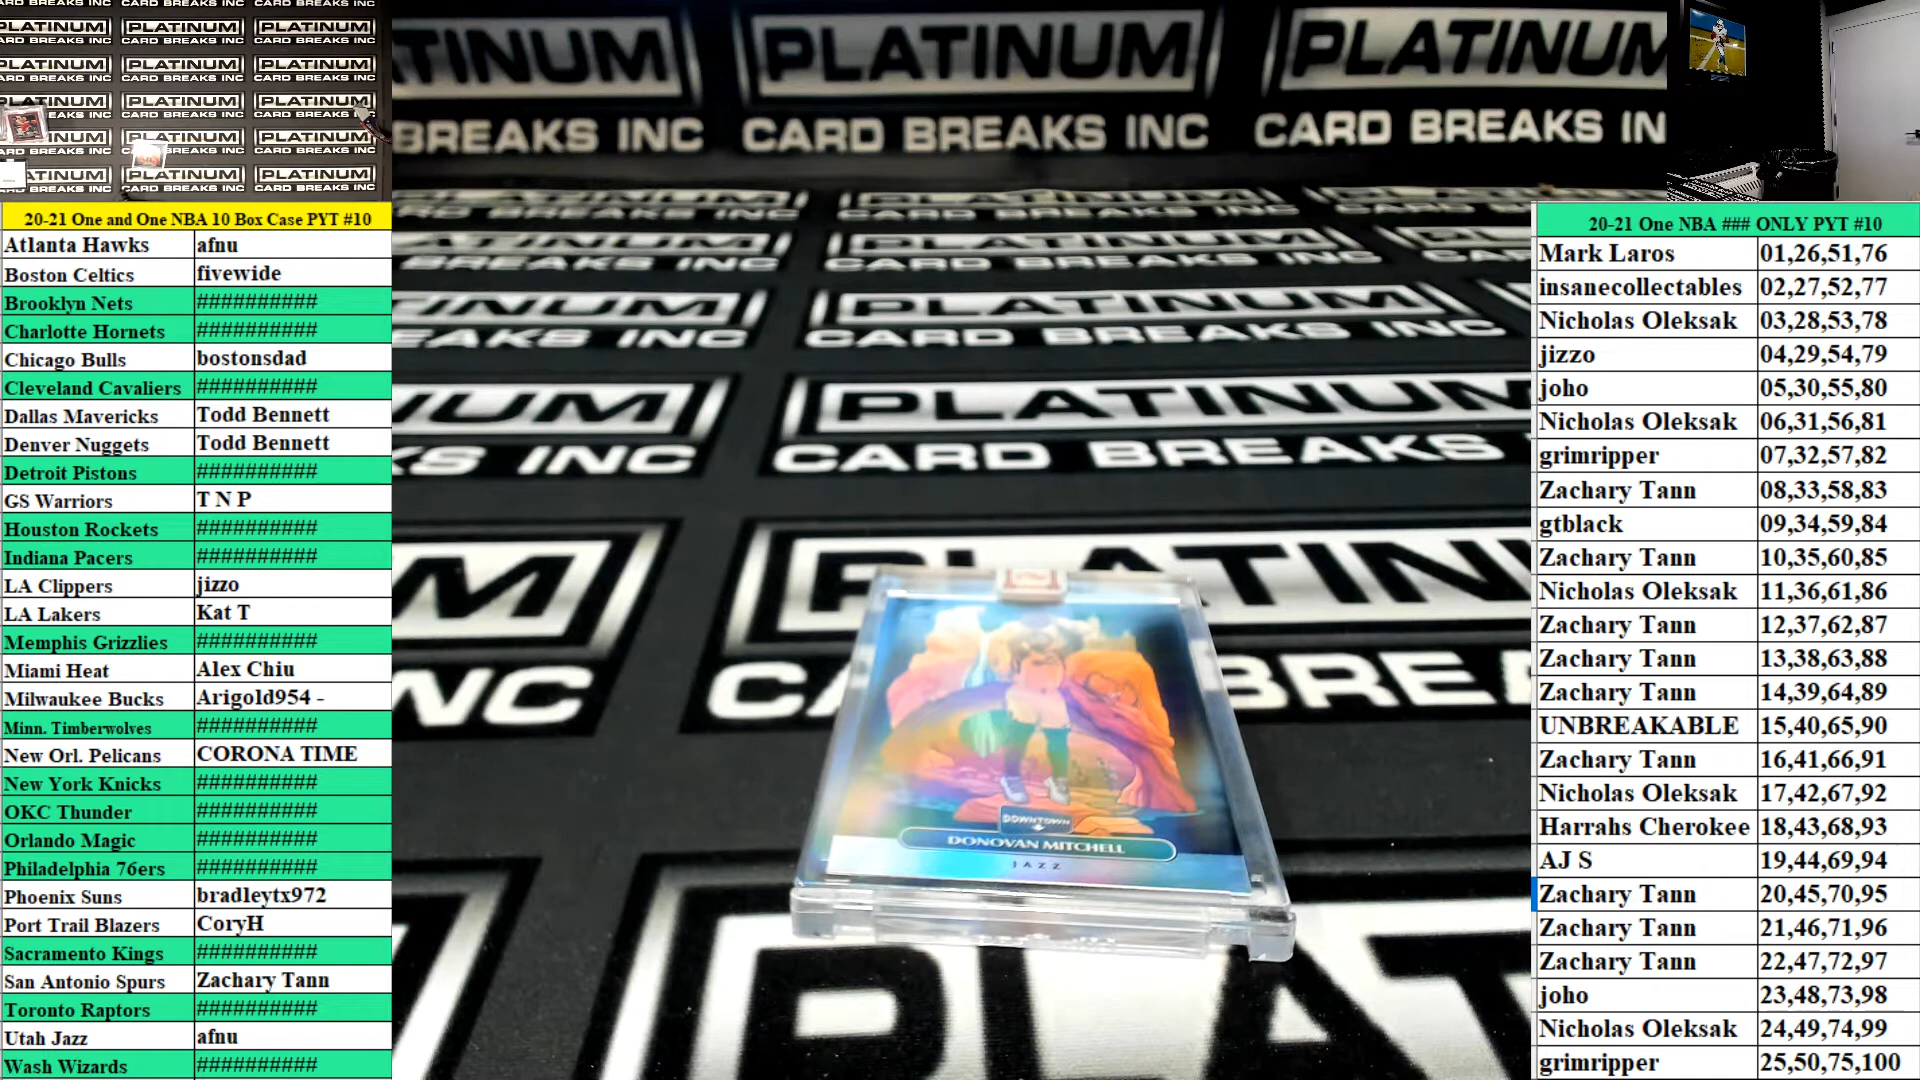 20-21 One and One NBA 10 Box Case PYT #10
Atlanta Hawks afnu
Boston Celtics fivewide
Brooklyn Nets ##########
Charlotte Hornets ##########
Chicago Bulls bostonsdad
Cleveland Cavaliers ##########
Dallas Mavericks Todd Bennett
Denver Nuggets Todd Bennett
Detroit Pistons ##########
GS Warriors T N P
Houston Rockets ##########
Indiana Pacers ##########
LA Clippers jizzo
LA Lakers Kat T
Memphis Grizzlies ##########
Miami Heat Alex Chiu
Milwaukee Bucks Arigold954 -
Minn. Timberwolves ##########
New Orl. Pelicans CORONA TIME
New York Knicks ##########
OKC Thunder ##########
Orlando Magic ##########
Philadelphia 76ers ##########
Phoenix Suns bradleytx972
Port Trail Blazers CoryH
Sacramento Kings ##########
San Antonio Spurs Zachary Tann
Toronto Raptors ##########
Utah Jazz afnu
Wash Wizards ##########
PLATINUM
CARD BREAKS INC
DOWNTOWN
DONOVAN MITCHELL
JAZZ
20-21 One NBA ### ONLY PYT #10
Mark Laros 01,26,51,76
insanecollectables 02,27,52,77
Nicholas Oleksak 03,28,53,78
jizzo 04,29,54,79
joho 05,30,55,80
Nicholas Oleksak 06,31,56,81
grimripper 07,32,57,82
Zachary Tann 08,33,58,83
gtblack 09,34,59,84
Zachary Tann 10,35,60,85
Nicholas Oleksak 11,36,61,86
Zachary Tann 12,37,62,87
Zachary Tann 13,38,63,88
Zachary Tann 14,39,64,89
UNBREAKABLE 15,40,65,90
Zachary Tann 16,41,66,91
Nicholas Oleksak 17,42,67,92
Harrahs Cherokee 18,43,68,93
AJ S 19,44,69,94
Zachary Tann 20,45,70,95
Zachary Tann 21,46,71,96
Zachary Tann 22,47,72,97
joho 23,48,73,98
Nicholas Oleksak 24,49,74,99
grimripper 25,50,75,100